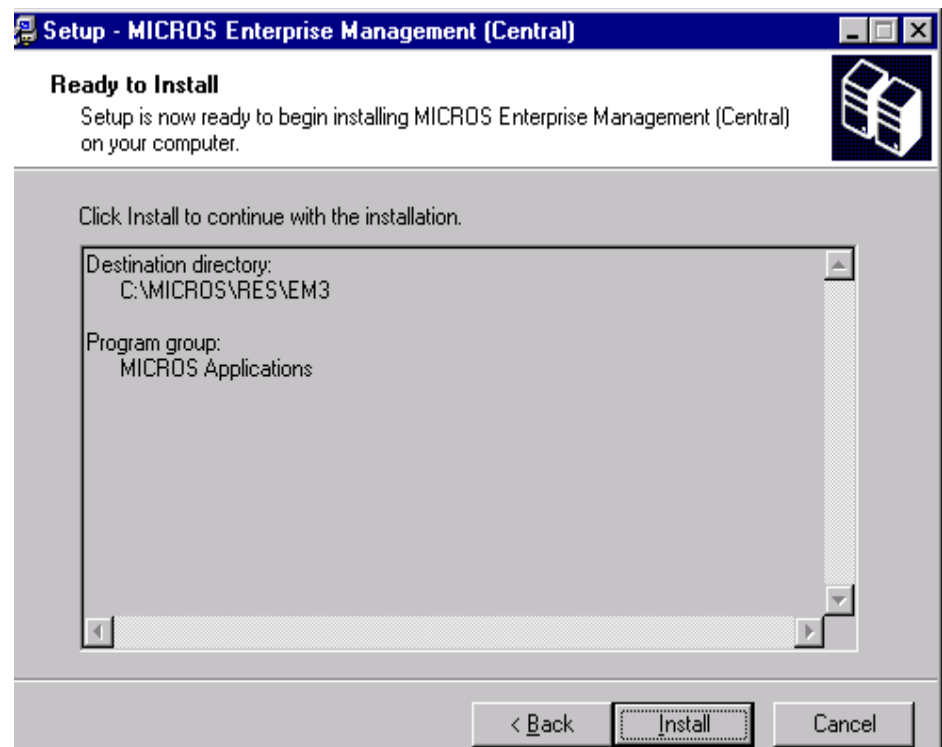 Setup - MICROS Enterprise Management (Central)
Ready to Install
Setup is now ready to begin installing MICROS Enterprise Management (Central)
on your computer.
Click Install to continue with the installation.
Destination directory:
C:\MICROS\RES\EM3
Program group:
MICROS Applications
< Back
Install
Cancel